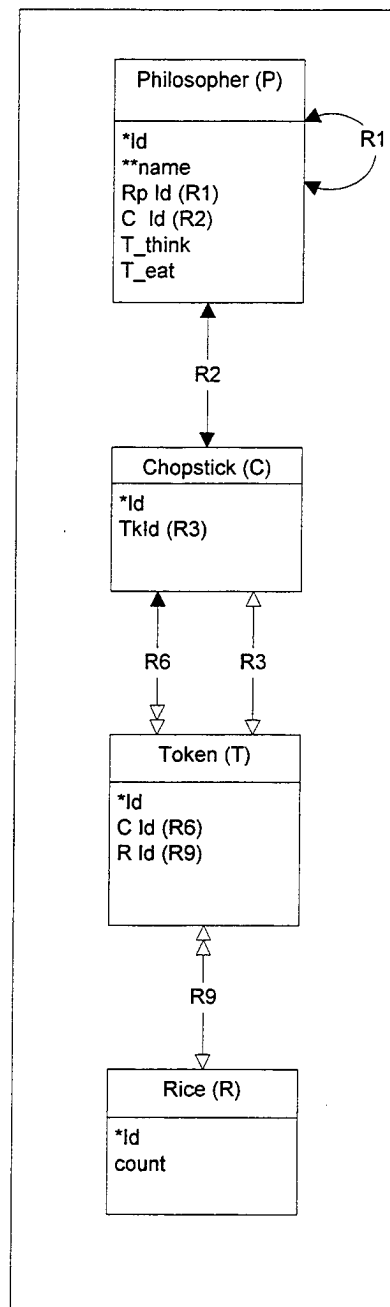 Philosopher (P)
*Id
**name
Rp Id (R1)
C Id (R2)
T_think
T_eat
R1
R2
Chopstick (C)
*Id
TkId (R3)
R6
R3
Token (T)
*Id
C Id (R6)
R Id (R9)
R9
Rice (R)
*Id
count